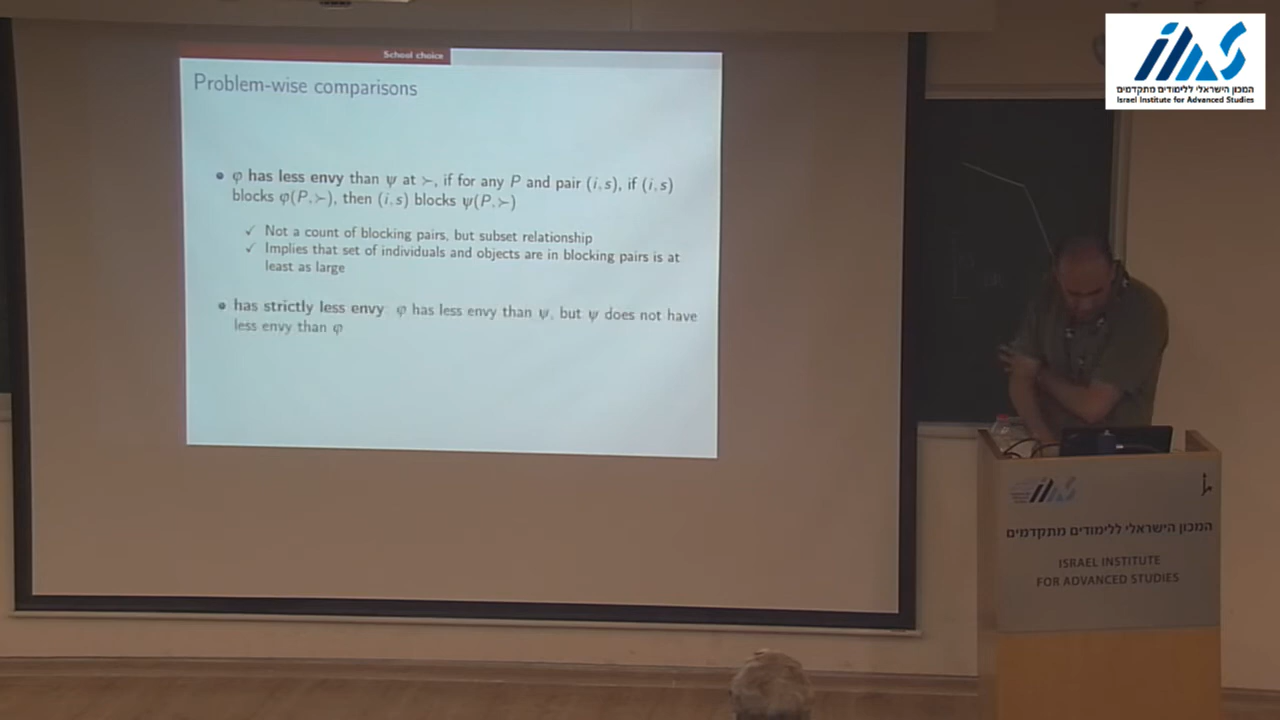 School choice
Problem-wise comparisons
φ has less envy than ψ at ≻, if for any P and pair (i,s), if (i,s)
blocks φ(P,≻), then (i,s) blocks ψ(P,≻)
✓ Not a count of blocking pairs, but subset relationship
✓ Implies that set of individuals and objects are in blocking pairs is at
least as large
has strictly less envy: φ has less envy than ψ, but ψ does not have
less envy than φ
המכון הישראלי ללימודים מתקדמים
Israel Institute for Advanced Studies
המכון הישראלי ללימודים מתקדמים
ISRAEL INSTITUTE
FOR ADVANCED STUDIES